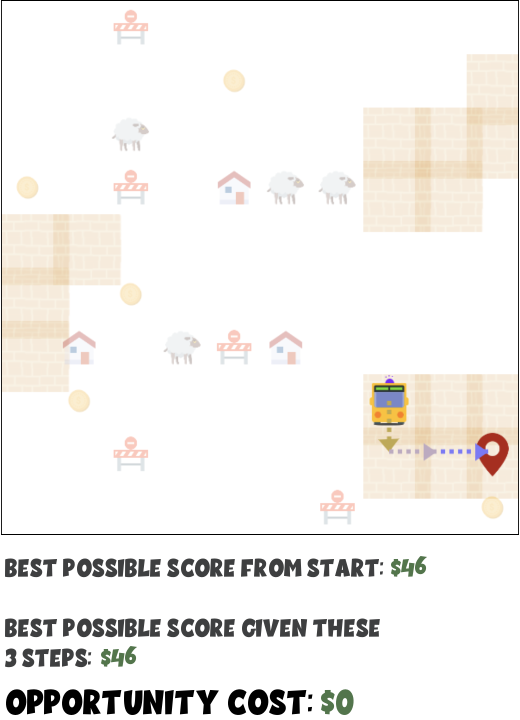 BEST POSSIBLE SCORE FROM START: $46
BEST POSSIBLE SCORE GIVEN THESE
3 STEPS: $46
OPPORTUNITY COST: $0